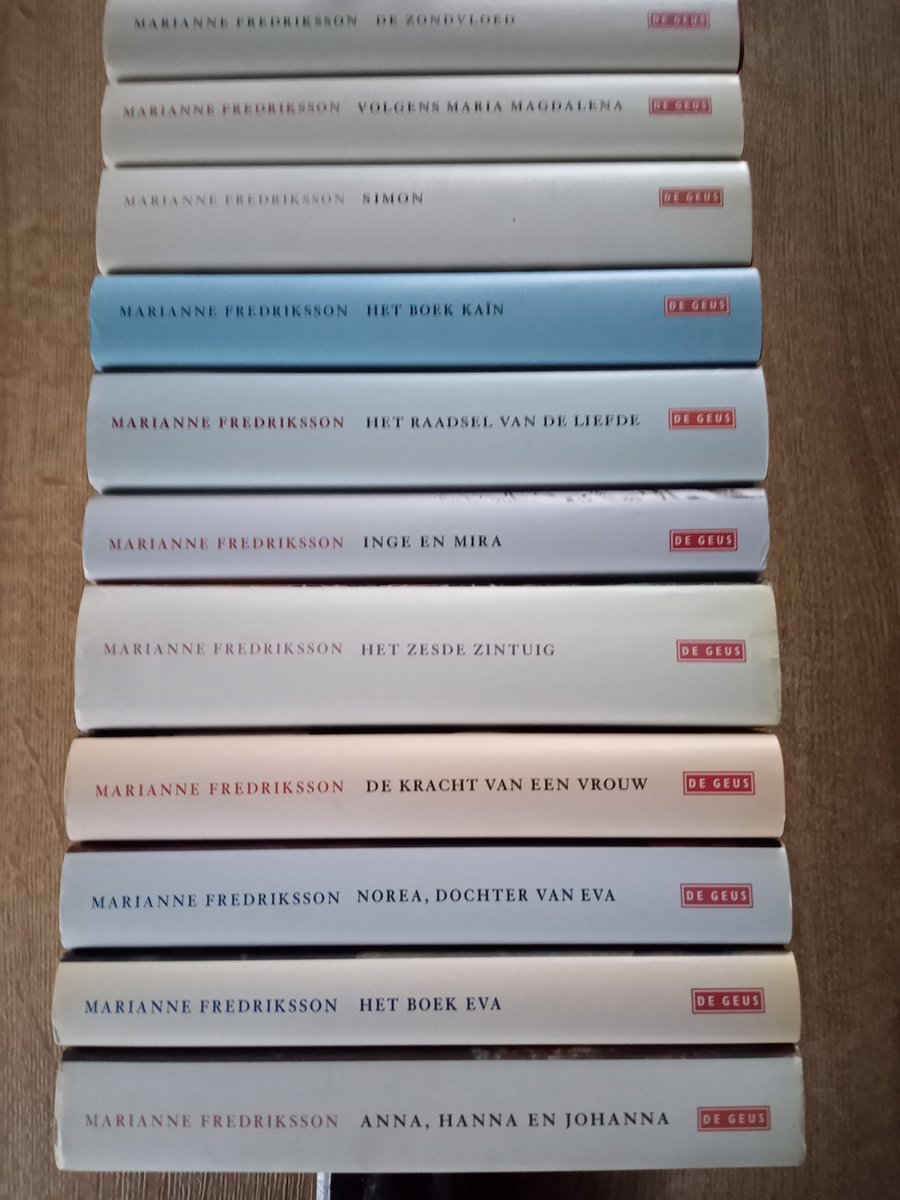 MARIANNE FREDRIKSSON DE ZONDVLOED DE GEUS
MARIANNE FREDRIKSSON VOLGENS MARIA MAGDALENA DE GEUS
MARIANNE FREDRIKSSON SIMON DE GEUS
MARIANNE FREDRIKSSON HET BOEK KAÏN DE GEUS
MARIANNE FREDRIKSSON HET RAADSEL VAN DE LIEFDE DE GEUS
MARIANNE FREDRIKSSON INGE EN MIRA DE GEUS
MARIANNE FREDRIKSSON HET ZESDE ZINTUIG DE GEUS
MARIANNE FREDRIKSSON DE KRACHT VAN EEN VROUW DE GEUS
MARIANNE FREDRIKSSON NOREA, DOCHTER VAN EVA DE GEUS
MARIANNE FREDRIKSSON HET BOEK EVA DE GEUS
MARIANNE FREDRIKSSON ANNA, HANNA EN JOHANNA DE GEUS